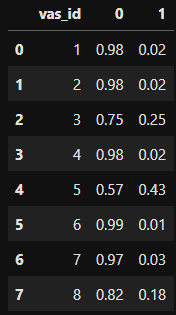 vas_id 0 1
0 1 0.98 0.02
1 2 0.98 0.02
2 3 0.75 0.25
3 4 0.98 0.02
4 5 0.57 0.43
5 6 0.99 0.01
6 7 0.97 0.03
7 8 0.82 0.18